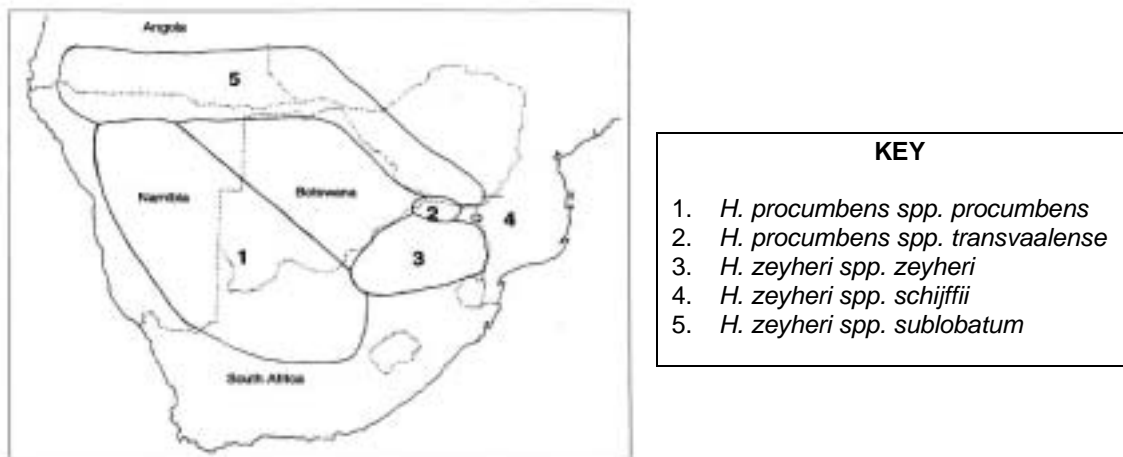 Angola
5
Namibia
Botswana
2
4
1
3
South Africa
KEY
1. H. procumbens spp. procumbens
2. H. procumbens spp. transvaalense
3. H. zeyheri spp. zeyheri
4. H. zeyheri spp. schijffii
5. H. zeyheri spp. sublobatum